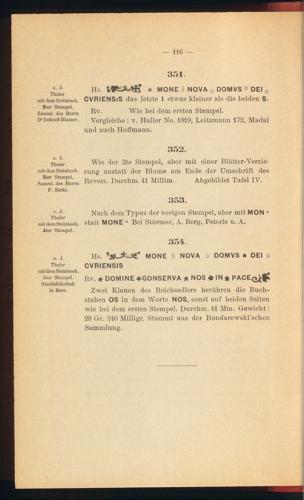 — 116 —
351.
o. J.
Thaler
mit dem Steinbock.
2ter Stempel.
Samml. des Herrn
Dr Imhoof-Blumer.
Hs. MONE NOVA DOMVS DEI
CVRIENSIS das letzte I etwas kleiner als die beiden S.
Rv. Wie bei dem ersten Stempel.
Vergleiche : v. Haller No. 1819, Leitzmann 172, Madai
und auch Hoffmann.
352.
o. J.
Thaler
mit dem Steinbock.
Stempel.
Samml. des Herrn
F. Bürki.
Wie der 2te Stempel, aber mit einer Blätter-Verzie-
rung anstatt der Blume am Ende der Umschrift des
Revers. Durchm. 41 Millim. Abgebildet Tafel IV.
353.
o. J.
Thaler
mit dem Steinbock.
4ter Stempel.
Nach dem Typus der vorigen Stempel, aber mit MON •
statt MONE • Bei Stürmer, A. Berg, Peterle u. A.
354.
o. J.
Thaler
mit dem Steinbock.
Stempel.
Stadtbibliothek
in Bern.
Hs. MONE NOVA DOMVS ★ DEI
CVRIENSIS
Rv. ★ DOMINE ★ GONSERVA ★ NOS ★ IN ★ PACE
Zwei Klauen des Reichsadlers berühren die Buch-
staben OS in dem Worte NOS, sonst auf beiden Seiten
wie bei dem ersten Stempel. Durchm. 41 Mm. Gewicht :
28 Gr. 240 Milligr. Stammt aus der Bundarewski'schen
Sammlung.